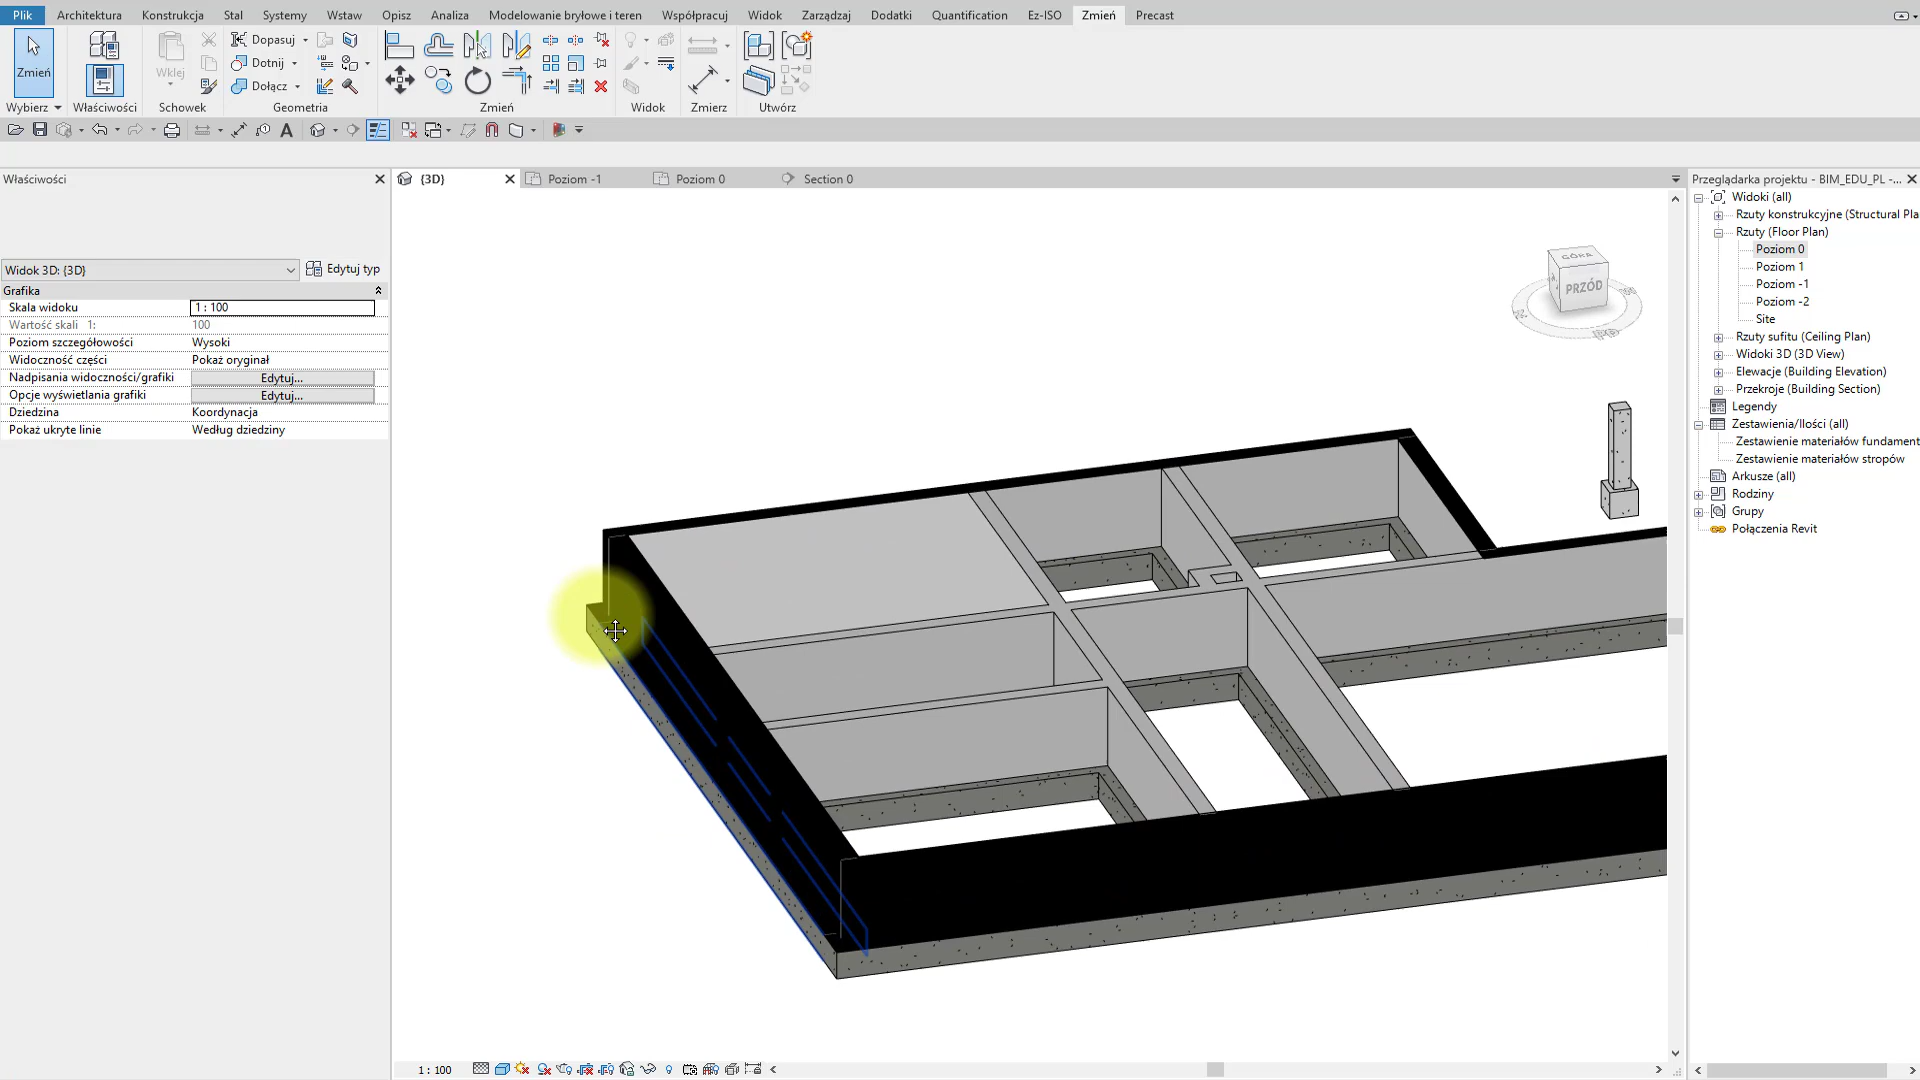 Plik Architektura Konstrukcja Stal Systemy Wstaw Opisz Analiza Modelowanie bryłowe i teren Współpracuj Widok Zarządzaj Dodatki Quantification Ez-ISO Zmień Precast
Zmień
Wklej
Dopasuj
Dotnij
Dołącz
Wybierz Właściwości Schowek Geometria Zmień Widok Zmierz Utwórz
Właściwości
{3D} Poziom -1 Poziom 0 Section 0
Widok 3D: {3D} Edytuj typ
Grafika
Skala widoku 1 : 100
Wartość skali 1: 100
Poziom szczegółowości Wysoki
Widoczność części Pokaż oryginał
Nadpisania widoczności/grafiki Edytuj...
Opcje wyświetlania grafiki Edytuj...
Dziedzina Koordynacja
Pokaż ukryte linie Według dziedziny
GÓRA
PRZÓD
Przeglądarka projektu - BIM_EDU_PL -...
Widoki (all)
Rzuty konstrukcyjne (Structural Pla
Rzuty (Floor Plan)
Poziom 0
Poziom 1
Poziom -1
Poziom -2
Site
Rzuty sufitu (Ceiling Plan)
Widoki 3D (3D View)
Elewacje (Building Elevation)
Przekroje (Building Section)
Legendy
Zestawienia/Ilości (all)
Zestawienie materiałów fundament
Zestawienie materiałów stropów
Arkusze (all)
Rodziny
Grupy
Połączenia Revit
1 : 100